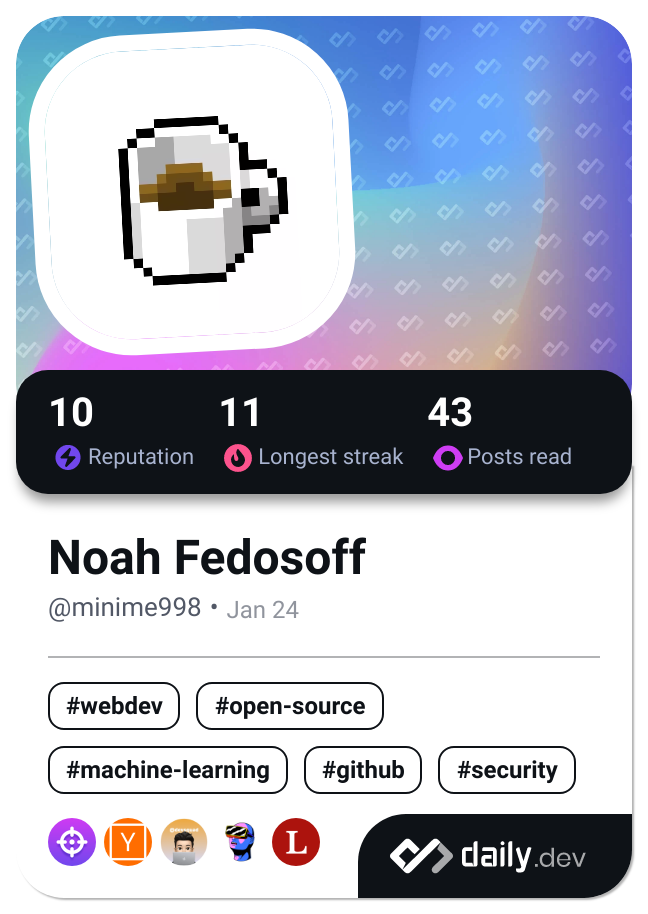 10 11 43
Reputation Longest streak Posts read
Noah Fedosoff
@minime998 • Jan 24
#webdev #open-source
#machine-learning #github #security
Y L
daily.dev